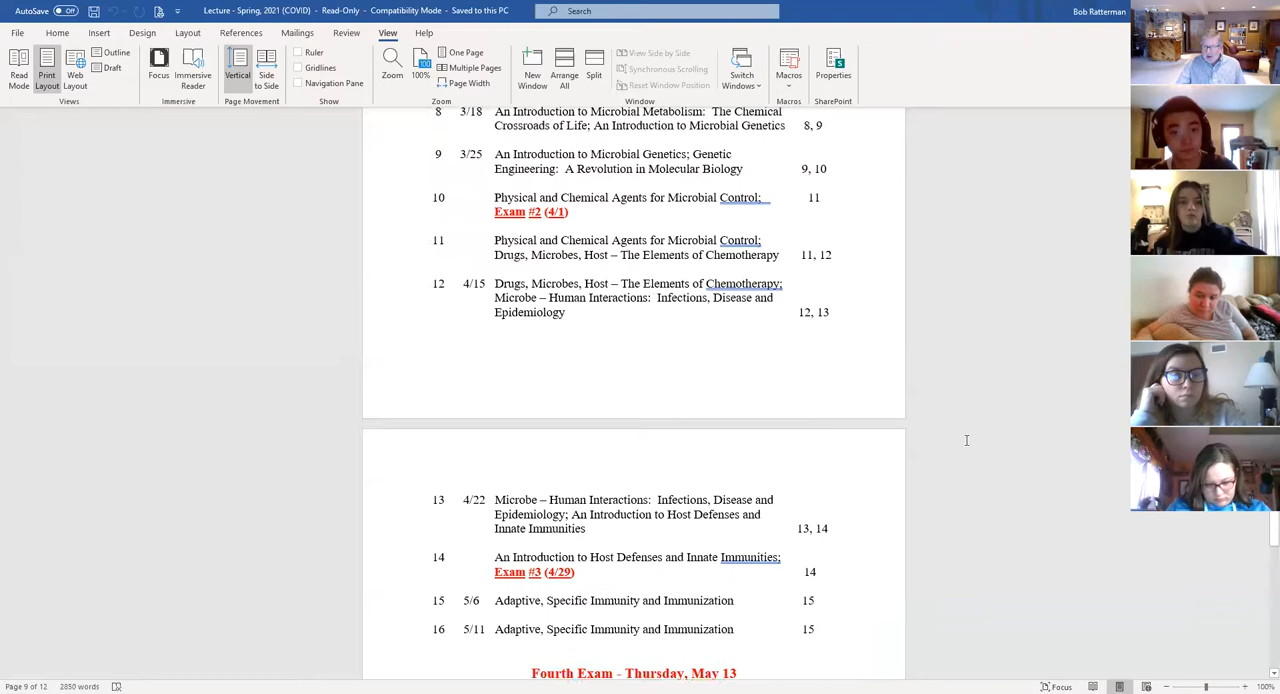 AutoSave Off
Lecture - Spring, 2021 (COVID) - Read-Only - Compatibility Mode - Saved to this PC
Search
Bob Ratterman
File Home Insert Draw Design Layout References Mailings Review View Help
Read Mode
Print Layout
Web Layout
Outline
Draft
Views
Focus
Immersive Reader
Immersive
Vertical
Side to Side
Page Movement
Ruler
Gridlines
Navigation Pane
Show
Zoom
100
100%
One Page
Multiple Pages
Page Width
Zoom
New Window
Arrange All
Split
View Side by Side
Synchronous Scrolling
Reset Window Position
Window
Switch Windows
Macros
Macros
Properties
SharePoint
8 3/18 An Introduction to Microbial Metabolism: The Chemical
Crossroads of Life; An Introduction to Microbial Genetics 8, 9
9 3/25 An Introduction to Microbial Genetics; Genetic
Engineering: A Revolution in Molecular Biology 9, 10
10 Physical and Chemical Agents for Microbial Control; 11
Exam #2 (4/1)
11 Physical and Chemical Agents for Microbial Control;
Drugs, Microbes, Host – The Elements of Chemotherapy 11, 12
12 4/15 Drugs, Microbes, Host – The Elements of Chemotherapy;
Microbe – Human Interactions: Infections, Disease and
Epidemiology 12, 13
13 4/22 Microbe – Human Interactions: Infections, Disease and
Epidemiology; An Introduction to Host Defenses and
Innate Immunities 13, 14
14 An Introduction to Host Defenses and Innate Immunities;
Exam #3 (4/29) 14
15 5/6 Adaptive, Specific Immunity and Immunization 15
16 5/11 Adaptive, Specific Immunity and Immunization 15
Fourth Exam - Thursday, May 13
Page 9 of 12 2850 words
Focus
100%